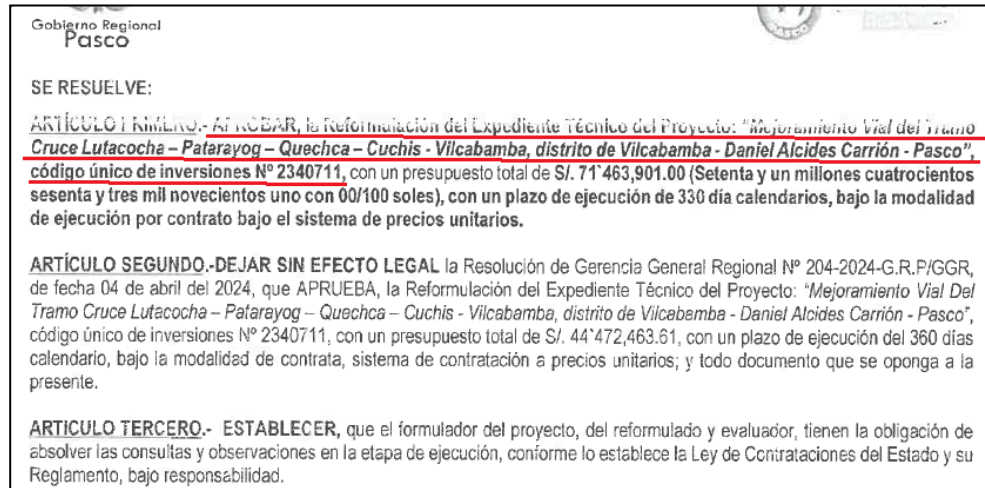 Gobierno Regional
Pasco
PASCO
SE RESUELVE:
ARTÍCULO PRIMERO.- APROBAR, la Reformulación del Expediente Técnico del Proyecto: "Mejoramiento Vial del Tramo
Cruce Lutacocha – Patarayog – Quechca – Cuchis - Vilcabamba, distrito de Vilcabamba - Daniel Alcides Carrión - Pasco",
código único de inversiones Nº 2340711, con un presupuesto total de S/. 71`463,901.00 (Setenta y un millones cuatrocientos
sesenta y tres mil novecientos uno con 00/100 soles), con un plazo de ejecución de 330 día calendarios, bajo la modalidad
de ejecución por contrato bajo el sistema de precios unitarios.
ARTÍCULO SEGUNDO.-DEJAR SIN EFECTO LEGAL la Resolución de Gerencia General Regional Nº 204-2024-G.R.P/GGR,
de fecha 04 de abril del 2024, que APRUEBA, la Reformulación del Expediente Técnico del Proyecto: "Mejoramiento Vial Del
Tramo Cruce Lutacocha – Patarayog – Quechca – Cuchis - Vilcabamba, distrito de Vilcabamba - Daniel Alcides Carrión - Pasco",
código único de inversiones Nº 2340711, con un presupuesto total de S/. 44`472,463.61, con un plazo de ejecución del 360 días
calendario, bajo la modalidad de contrata, sistema de contratación a precios unitarios; y todo documento que se oponga a la
presente.
ARTICULO TERCERO.- ESTABLECER, que el formulador del proyecto, del reformulado y evaluador, tienen la obligación de
absolver las consultas y observaciones en la etapa de ejecución, conforme lo establece la Ley de Contrataciones del Estado y su
Reglamento, bajo responsabilidad.